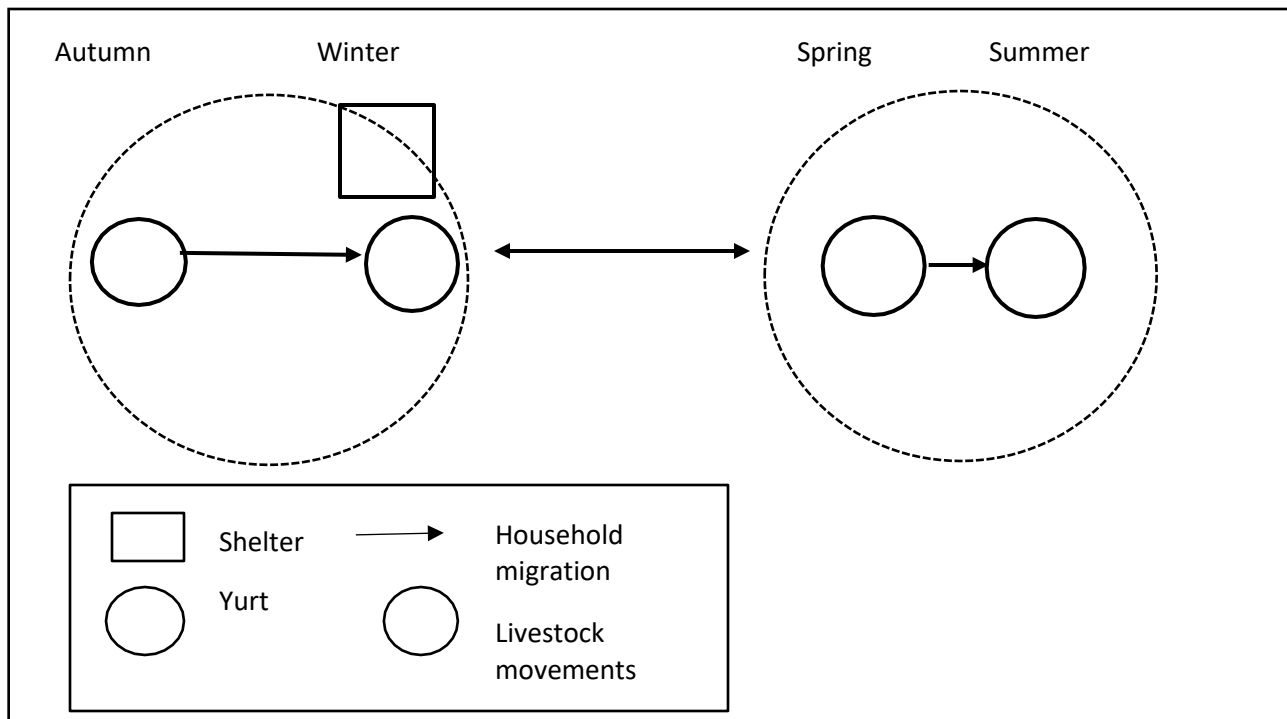 Autumn
Winter
Spring
Summer
Shelter
Household
migration
Yurt
Livestock
movements